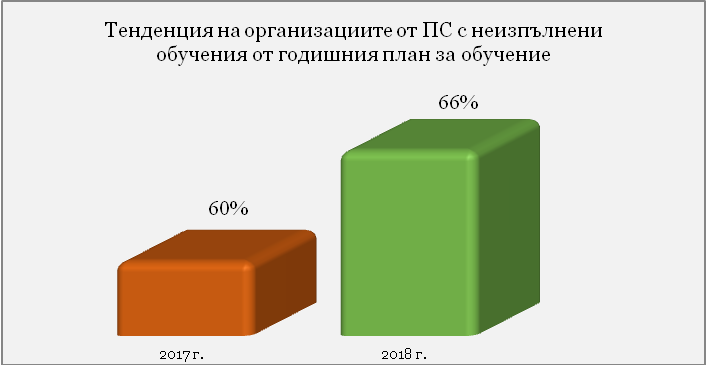 Тенденция на организациите от ПС с неизпълнени
обучения от годишния план за обучение
66%
60%
2017 г.
2018 г.